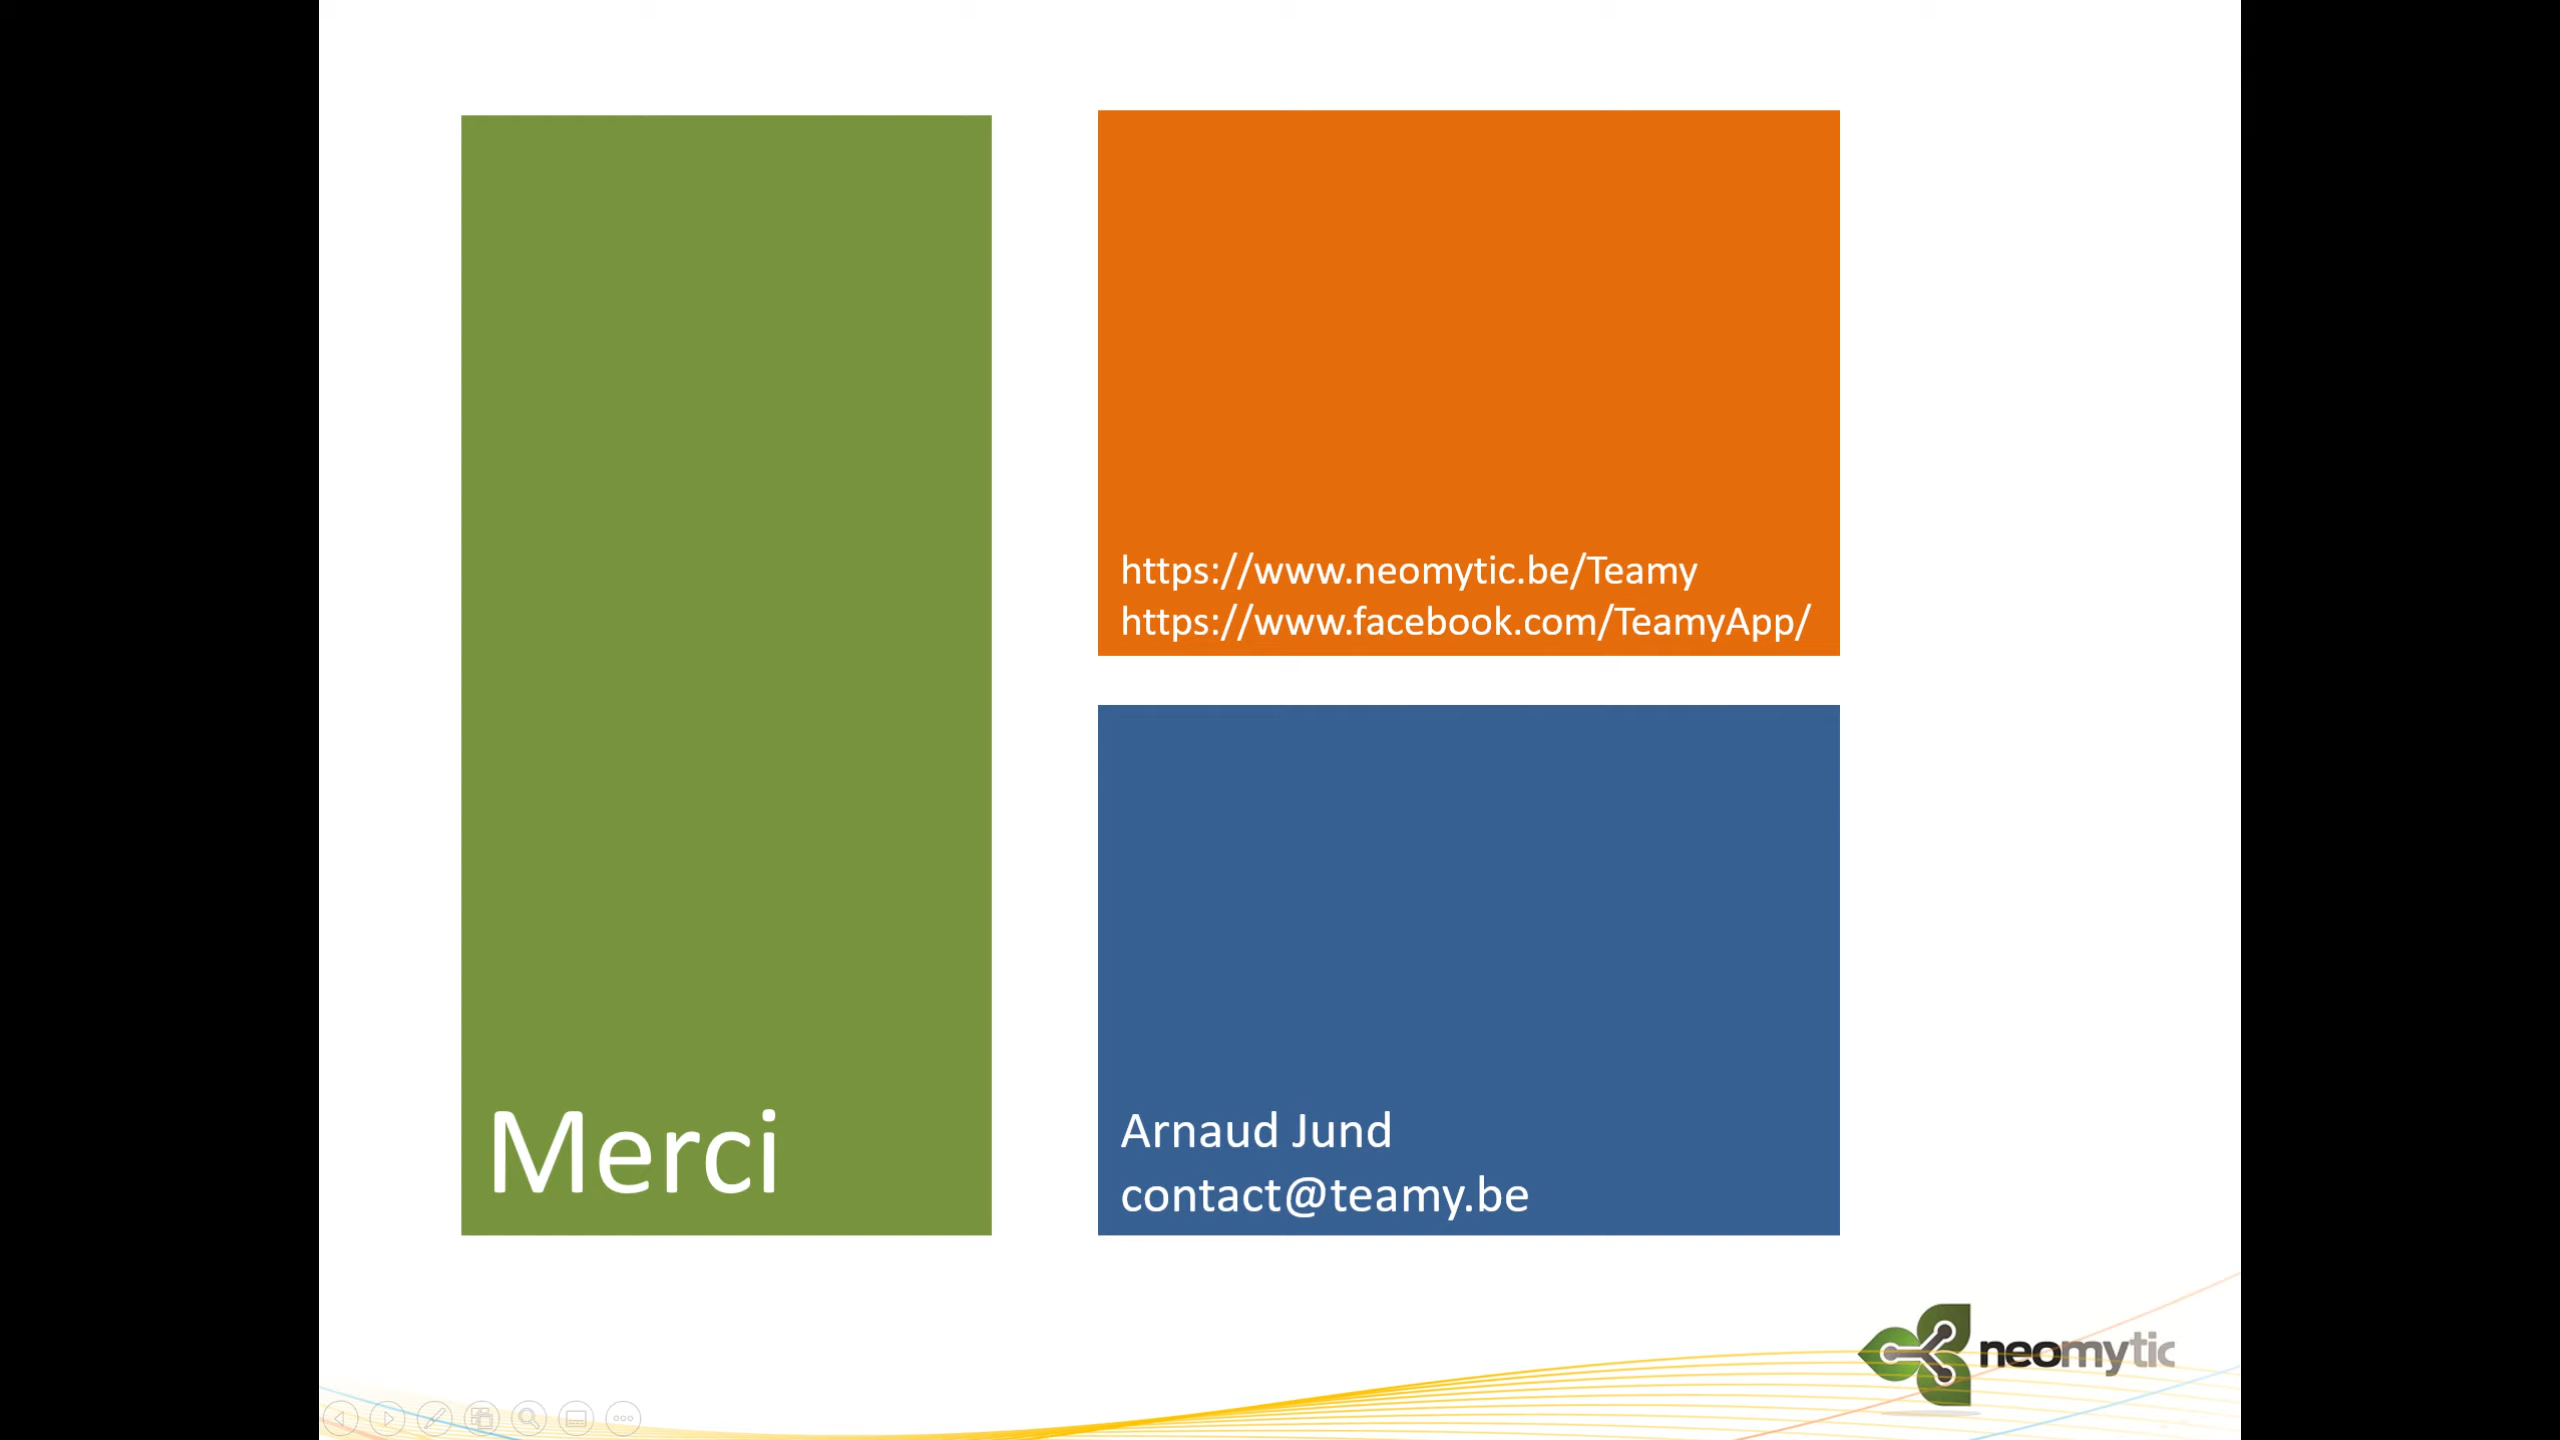 Merci
https://www.neomytic.be/Teamy
https://www.facebook.com/TeamyApp/
Arnaud Jund
contact@teamy.be
neomytic